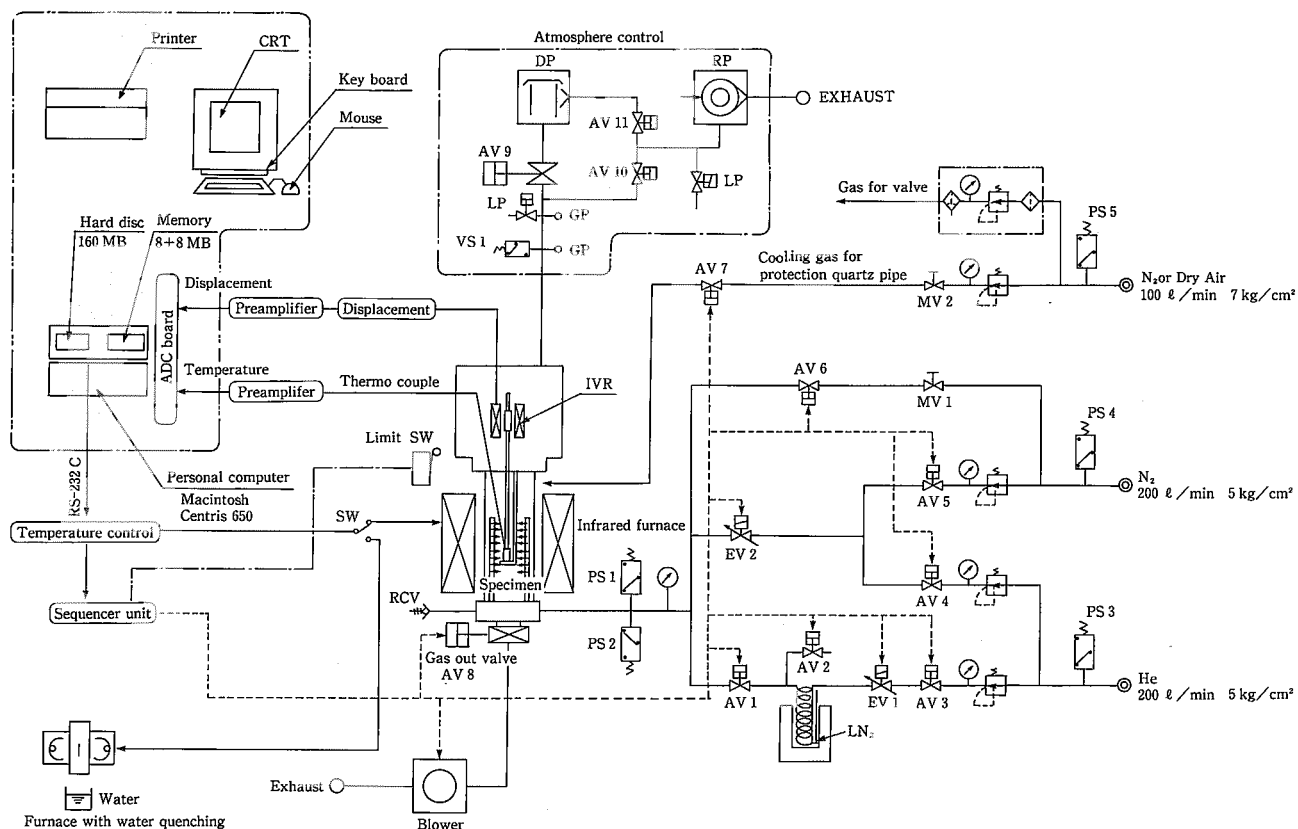 Printer
CRT
Key board
Mouse
Hard disc
160 MB
Memory
8+8 MB
Displacement
ADC board
Temperature
Personal computer
Macintosh
Centris 650
RS-232 C
Temperature control
Sequencer unit
Preamplifier
Displacement
Preamplifer
Thermo couple
Limit SW
SW
IVR
Infrared furnace
Specimen
RCV
Gas out valve
AV 8
Exhaust
Blower
Water
Furnace with water quenching
Atmosphere control
DP
RP
EXHAUST
AV 11
AV 9
AV 10
LP
LP
GP
VS 1
GP
Gas for valve
PS 5
AV 7
Cooling gas for
protection quartz pipe
MV 2
N₂or Dry Air
100 ℓ/min 7 kg/cm²
AV 6
MV 1
PS 4
AV 5
N₂
200 ℓ/min 5 kg/cm²
EV 2
AV 4
PS 1
PS 2
PS 3
AV 2
AV 1
EV 1
AV 3
He
200 ℓ/min 5 kg/cm²
LN₂